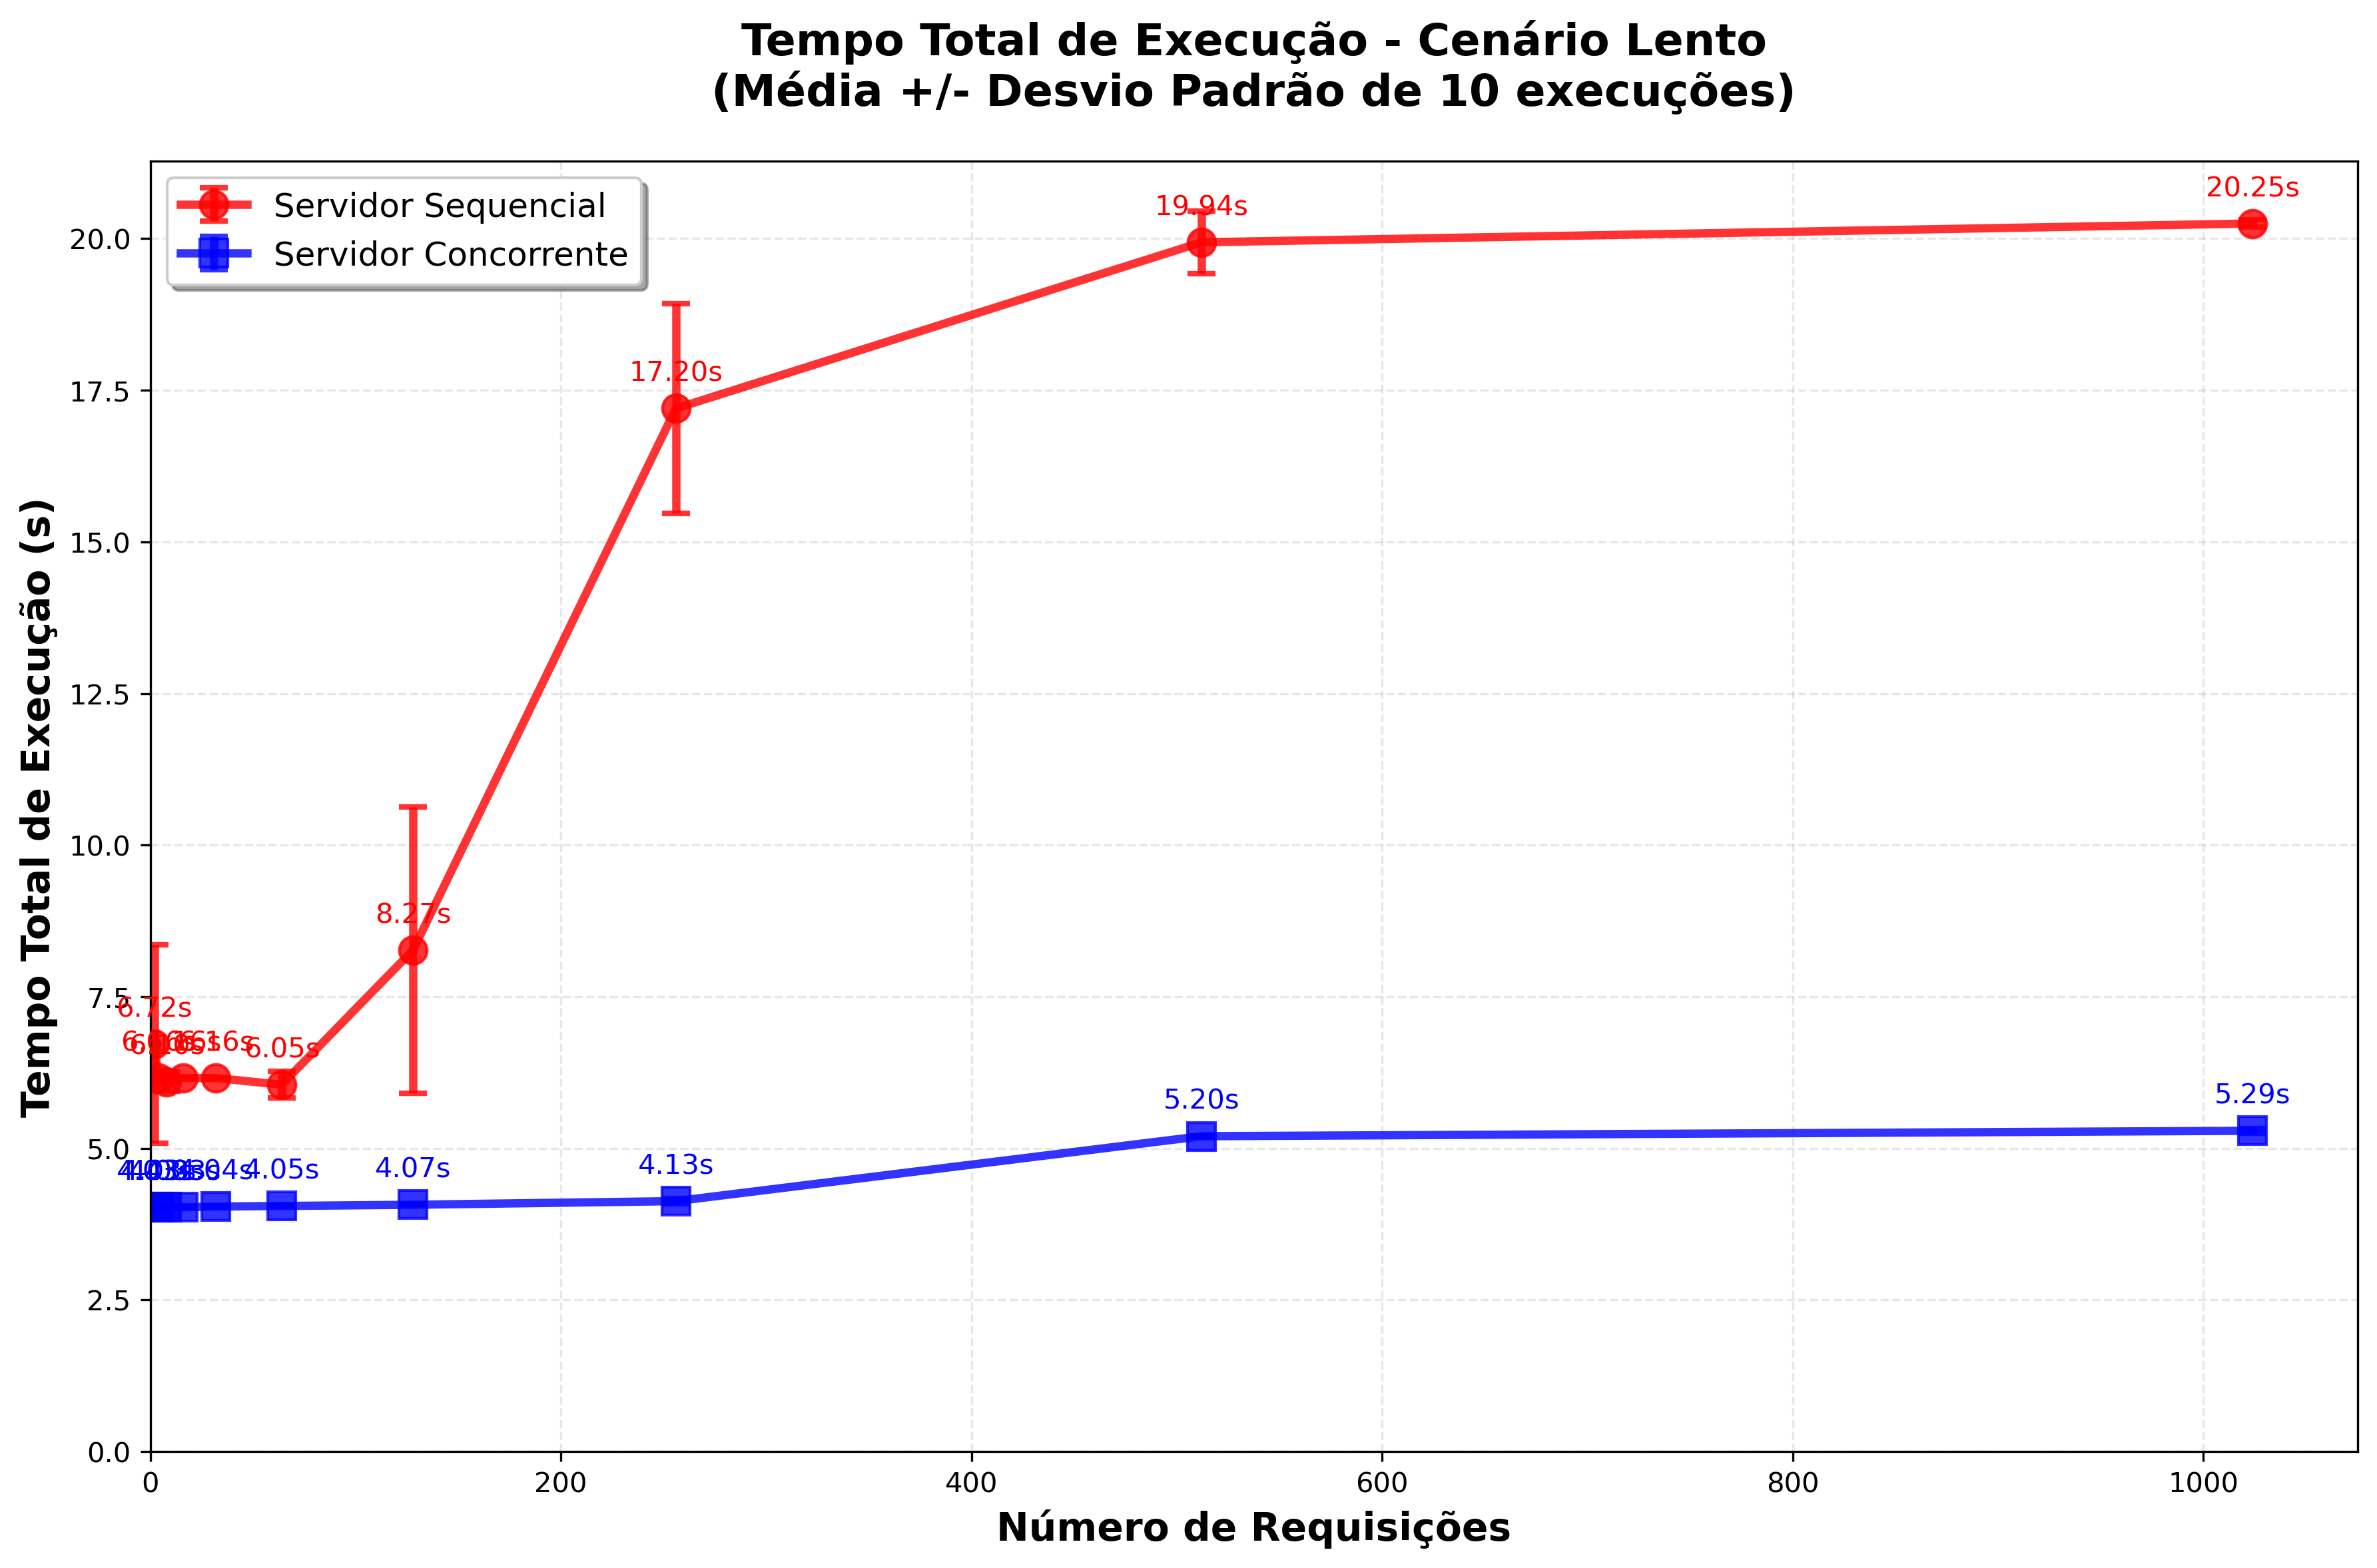 Tempo Total de Execução - Cenário Lento
(Média +/- Desvio Padrão de 10 execuções)
Servidor Sequencial
Servidor Concorrente
Tempo Total de Execução (s)
20.0
17.5
15.0
12.5
10.0
7.5
5.0
2.5
0.0
6.72s
6.05s
8.27s
17.20s
19.94s
20.25s
4.05s
4.07s
4.13s
5.20s
5.29s
0
200
400
600
800
1000
Número de Requisições